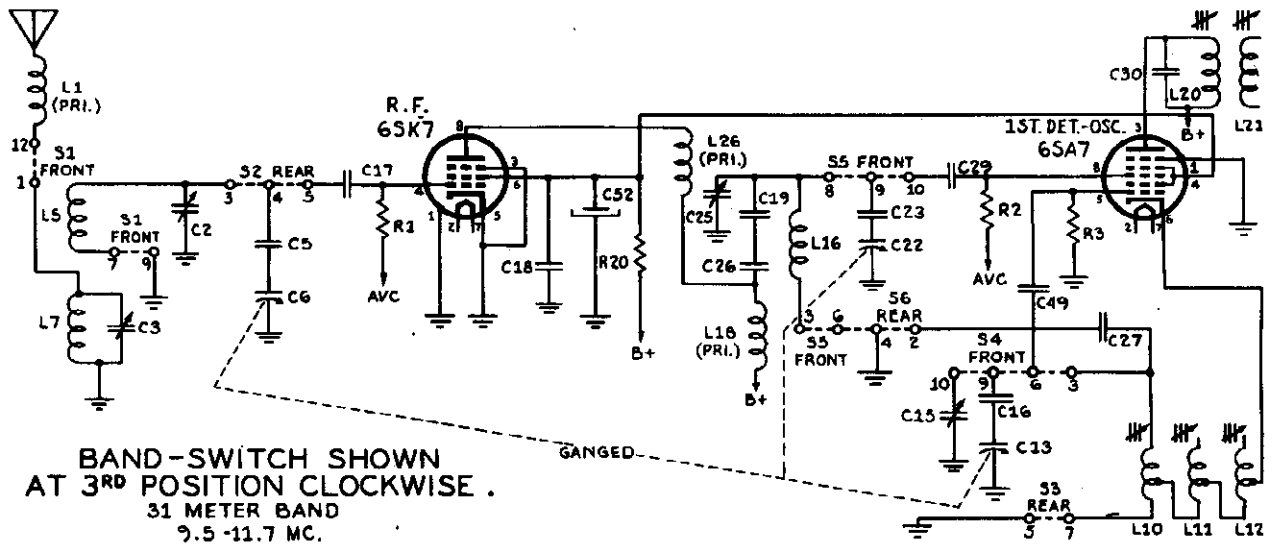 L1
(PRI.)
12
S1
FRONT
1
L5
S1
FRONT
7 9
L7
C3
C2
S2 REAR
3 4 5
C5
C6
C17
R1
AVC
R.F.
6SK7
8
4
3
6
1 2 7 5
C18
C52
R20
B+
L26
(PRI.)
C25
C19
C26
L18
(PRI.)
B+
L16
S5 FRONT
8 9 10
C23
C22
3 6
S5
FRONT
S6
REAR
4 2
C29
R2
AVC
1ST. DET.-OSC.
6SA7
3
8
5
1
4
2 7 6
R3
C49
C30
L20
B+
L21
C27
S4
FRONT
10 9 6 3
C15
C16
C13
GANGED
S3
REAR
5 7
L10 L11 L12
BAND-SWITCH SHOWN
AT 3RD POSITION CLOCKWISE.
31 METER BAND
9.5-11.7 MC.